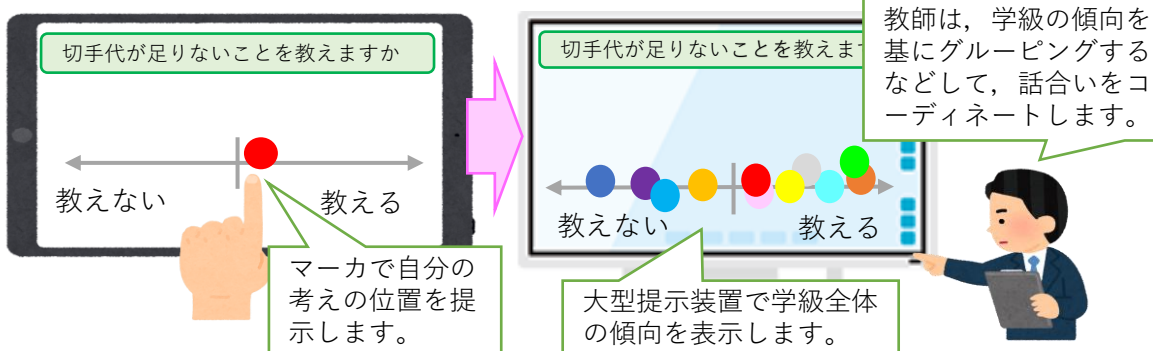 切手代が足りないことを教えますか
教えない
教える
マーカで自分の
考えの位置を提
示します。
切手代が足りないことを教えま
教えない
教える
大型提示装置で学級全体
の傾向を表示します。
教師は，学級の傾向を
基にグルーピングする
などして，話合いをコ
ーディネートします。